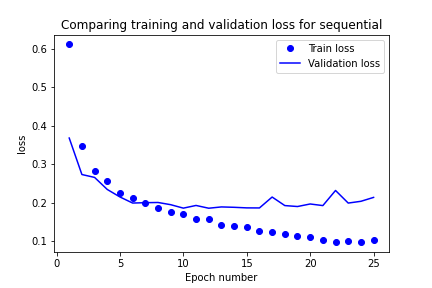 Comparing training and validation loss for sequential
Train loss
Validation loss
loss
0.6
0.5
0.4
0.3
0.2
0.1
0 5 10 15 20 25
Epoch number